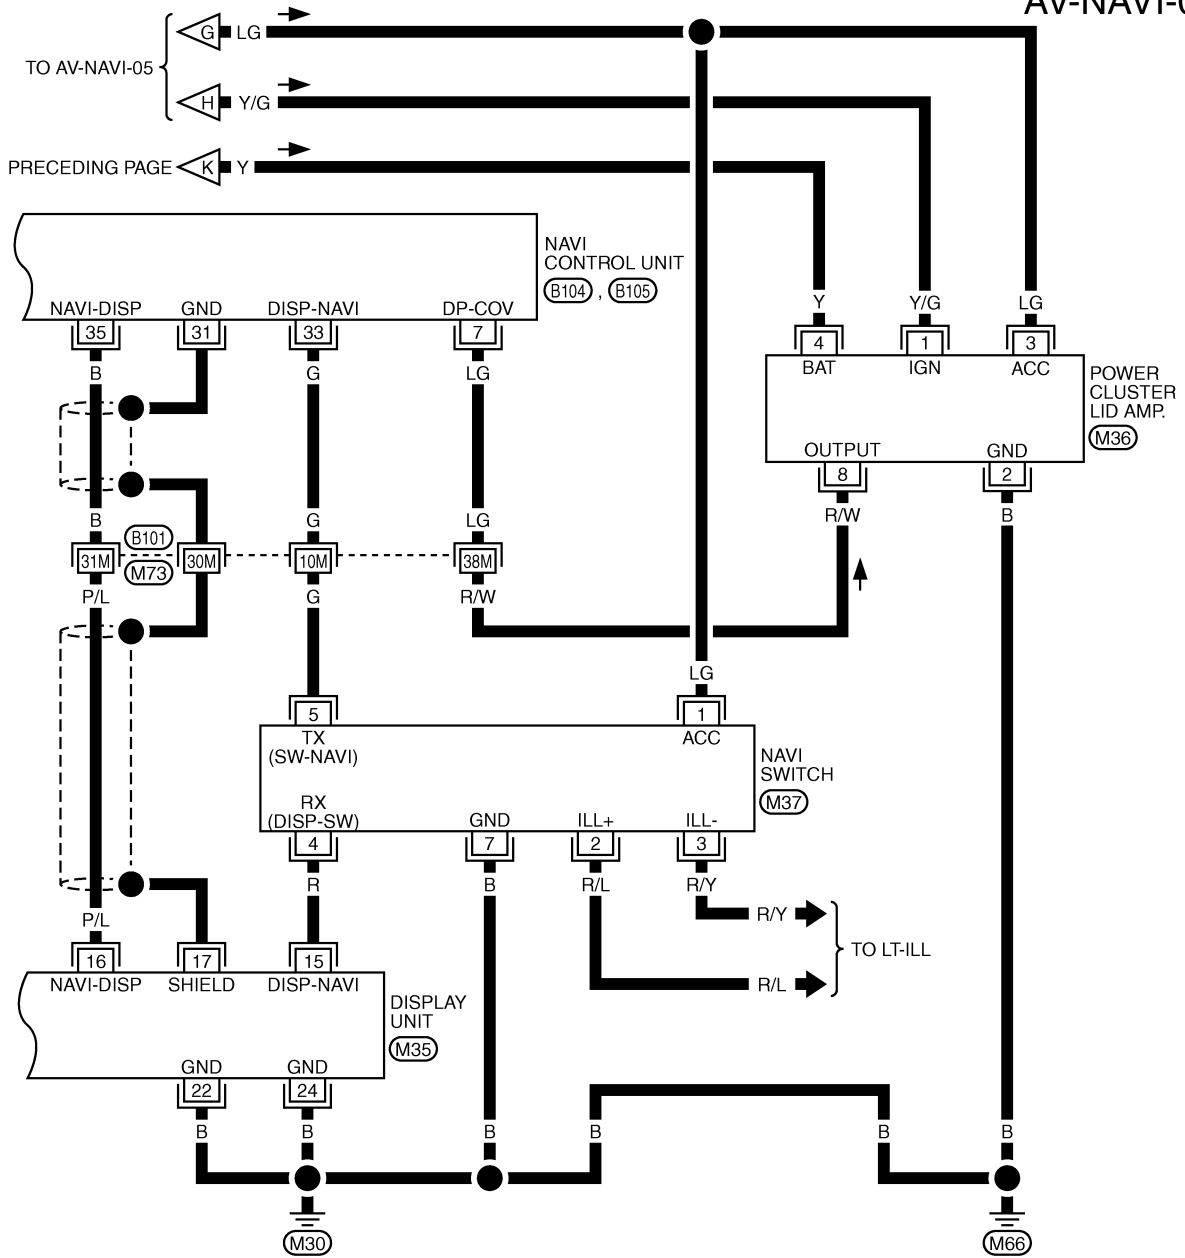 AV-NAVI-0
G LG
TO AV-NAVI-05
H Y/G
PRECEDING PAGE K Y
NAVI
CONTROL UNIT
B104 , B105
NAVI-DISP GND DISP-NAVI DP-COV
35 31 33 7
B G LG
Y Y/G LG
4 1 3
BAT IGN ACC
POWER
CLUSTER
LID AMP.
M36
OUTPUT GND
8 2
R/W B
B G LG
B101
31M 30M 10M 38M
M73
P/L G R/W
LG
5 1
TX
(SW-NAVI)
ACC
NAVI
SWITCH
M37
RX
(DISP-SW)
GND ILL+ ILL-
4 7 2 3
R B R/L R/Y
R/Y
TO LT-ILL
R/L
P/L
16 17 15
NAVI-DISP SHIELD DISP-NAVI
DISPLAY
UNIT
M35
GND GND
22 24
B B B B B B
M30 M66